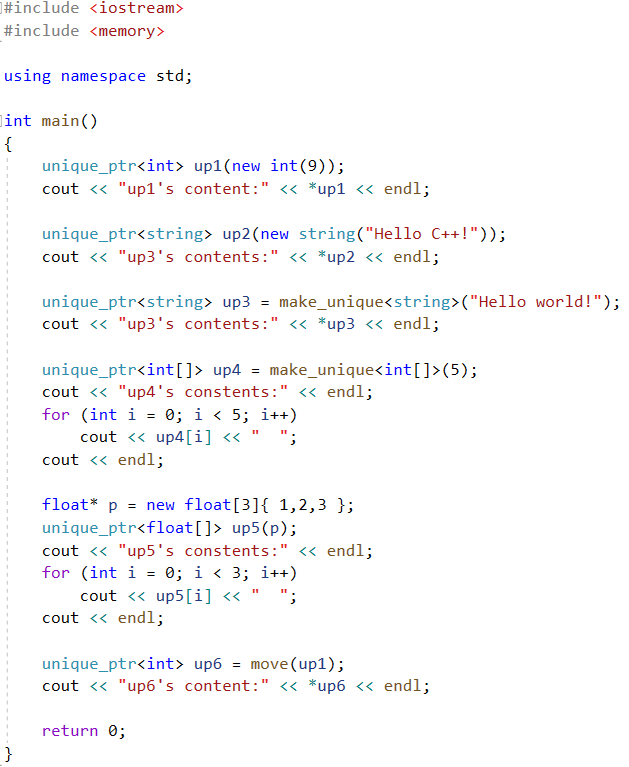 #include <iostream>
#include <memory>
using namespace std;
int main()
{
unique_ptr<int> up1(new int(9));
cout << "up1's content:" << *up1 << endl;
unique_ptr<string> up2(new string("Hello C++!"));
cout << "up3's contents:" << *up2 << endl;
unique_ptr<string> up3 = make_unique<string>("Hello world!");
cout << "up3's contents:" << *up3 << endl;
unique_ptr<int[]> up4 = make_unique<int[]>(5);
cout << "up4's constents:" << endl;
for (int i = 0; i < 5; i++)
cout << up4[i] << "  ";
cout << endl;
float* p = new float[3]{ 1,2,3 };
unique_ptr<float[]> up5(p);
cout << "up5's constents:" << endl;
for (int i = 0; i < 3; i++)
cout << up5[i] << "  ";
cout << endl;
unique_ptr<int> up6 = move(up1);
cout << "up6's content:" << *up6 << endl;
return 0;
}